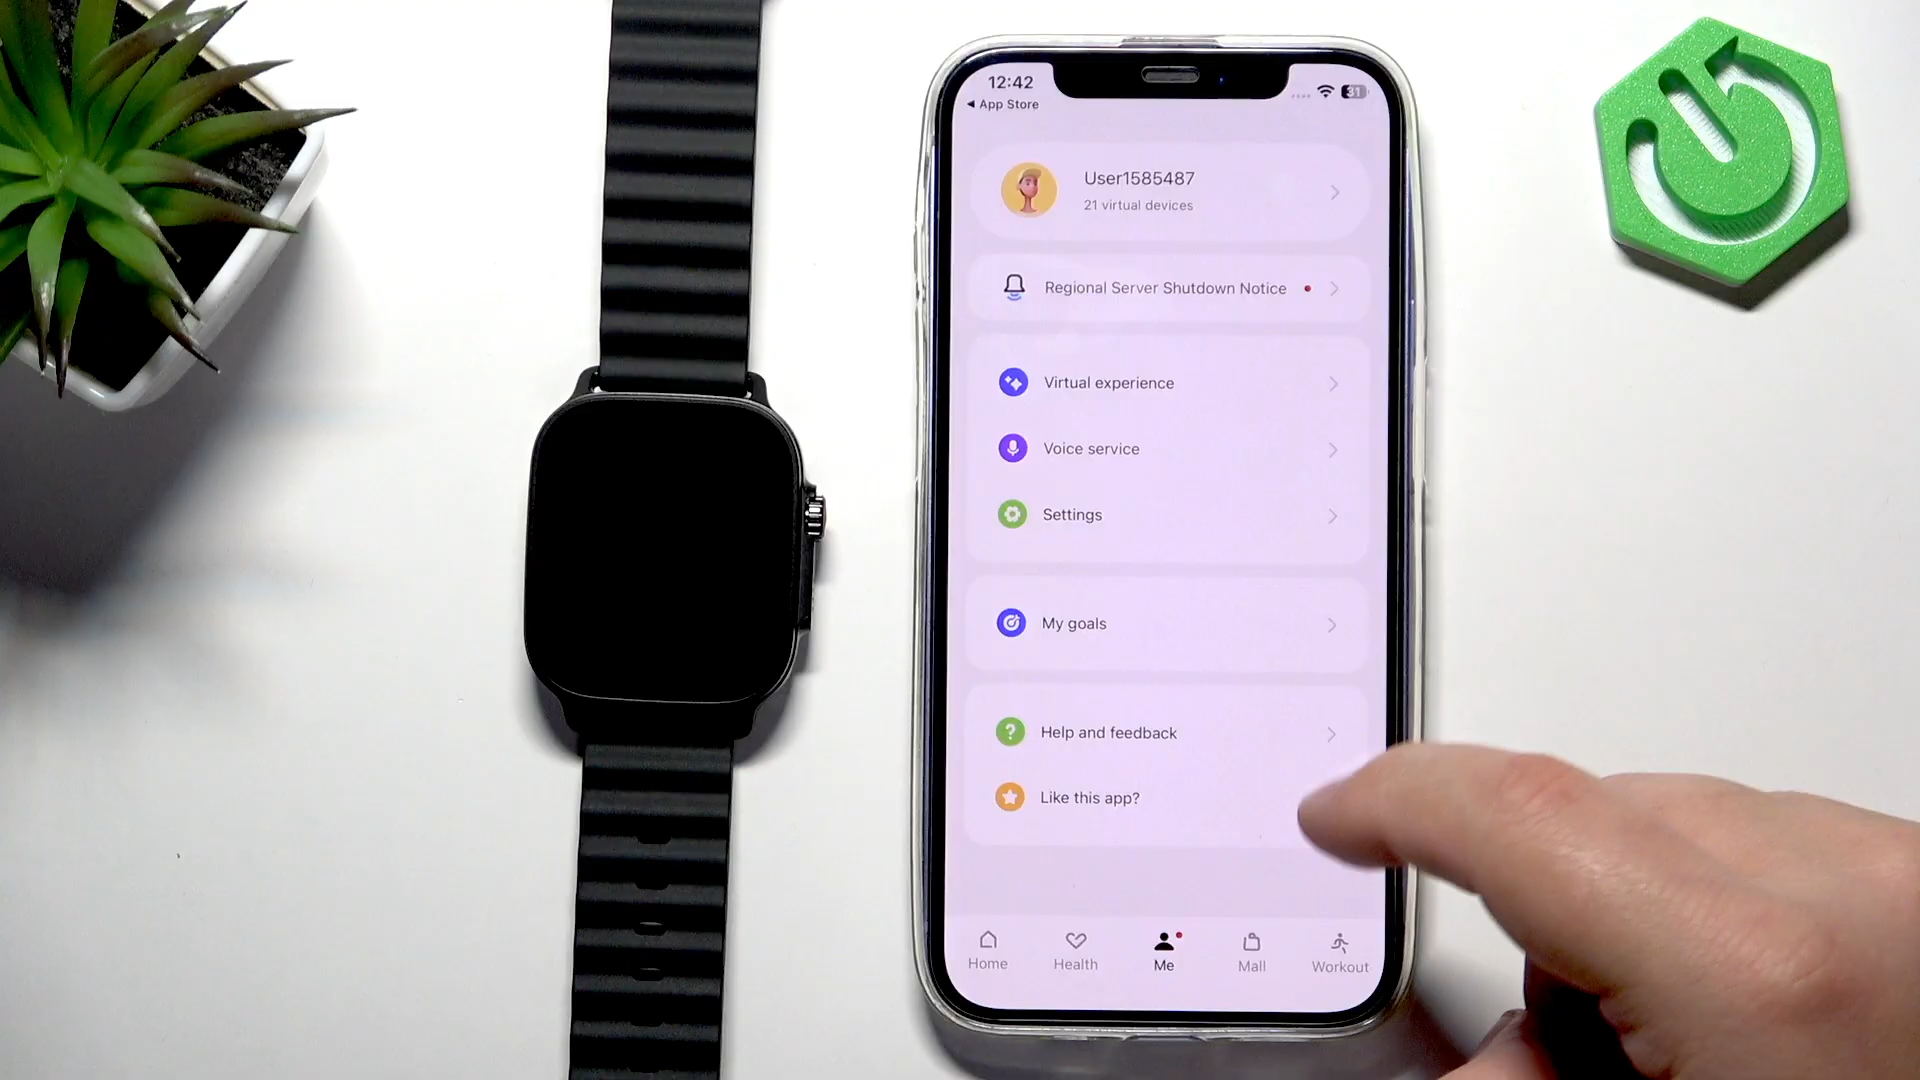 12:42
31
◄ App Store
User1585487
21 virtual devices
Regional Server Shutdown Notice
Virtual experience
Voice service
Settings
My goals
Help and feedback
Like this app?
Home
Health
Me
Mall
Workout